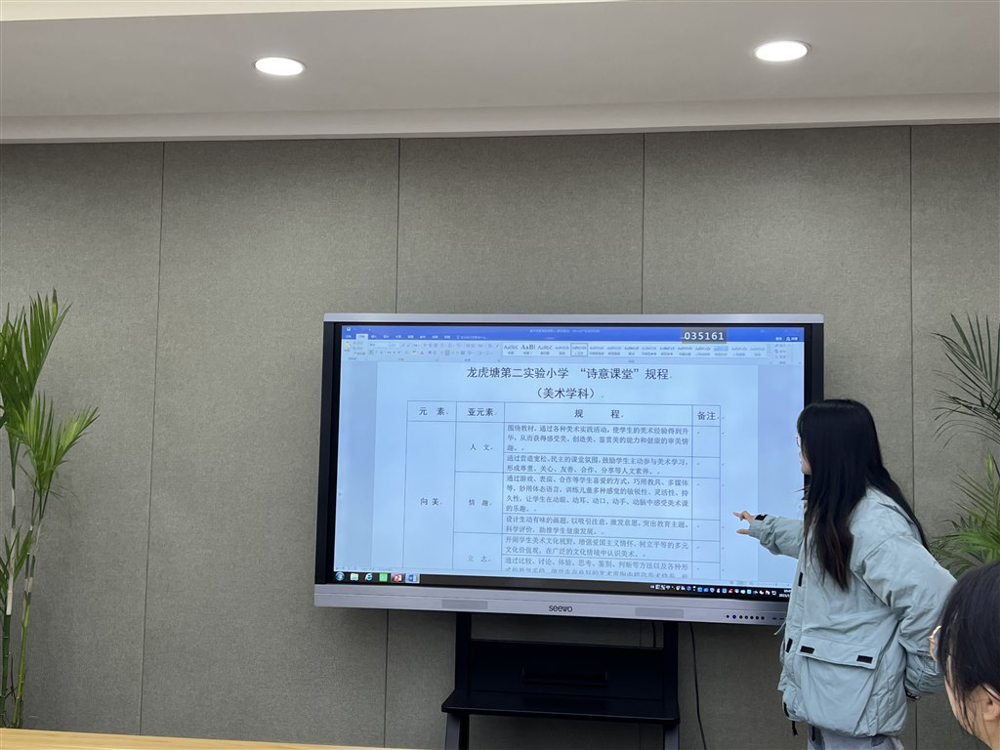 035161
龙虎塘第二实验小学 “诗意课堂”规程
（美术学科）
元 素 亚元素 规 程 备注
围绕教材，通过各种美术实践活动，使学生的美术经验得到升
华，从而获得感受美、创造美、鉴赏美的能力和健康的审美情
趣。
人 文
通过营造宽松、民主的课堂氛围，鼓励学生主动参与美术学习，
形成尊重、关心、友善、合作、分享等人文素养。
通过游戏、表演、合作等学生喜爱的方式，巧用教具、多媒体
等，妙用体态语言，训练儿童多种感觉的敏锐性、灵活性、持
久性，让学生在动眼、动耳、动口、动手、动脑中感受美术课
的乐趣。
向 美 情 趣
设计生动有味的画题，以吸引注意，激发意愿，突出教育主题、
科学评价，助推学生健康发展。
开阔学生美术文化视野，增强爱国主义情怀，树立平等的多元
文化价值观，在广泛的文化情境中认识美术。
立 志
通过比较、讨论、体验、思考、鉴别、判断等方法以及各种形
seewo